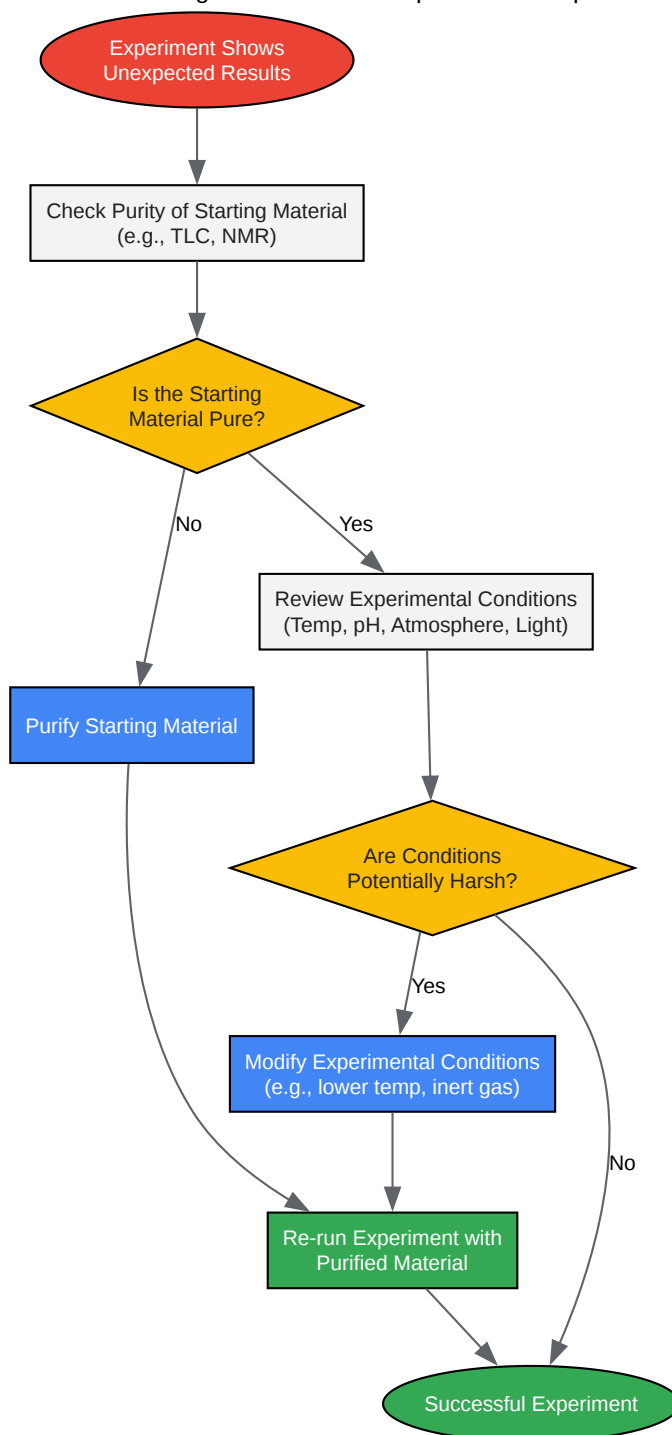 Experiment Shows
Unexpected Results
Check Purity of Starting Material
(e.g., TLC, NMR)
Is the Starting
Material Pure?
No
Yes
Review Experimental Conditions
(Temp, pH, Atmosphere, Light)
Purify Starting Material
Are Conditions
Potentially Harsh?
Yes
Modify Experimental Conditions
(e.g., lower temp, inert gas)
No
Re-run Experiment with
Purified Material
Successful Experiment